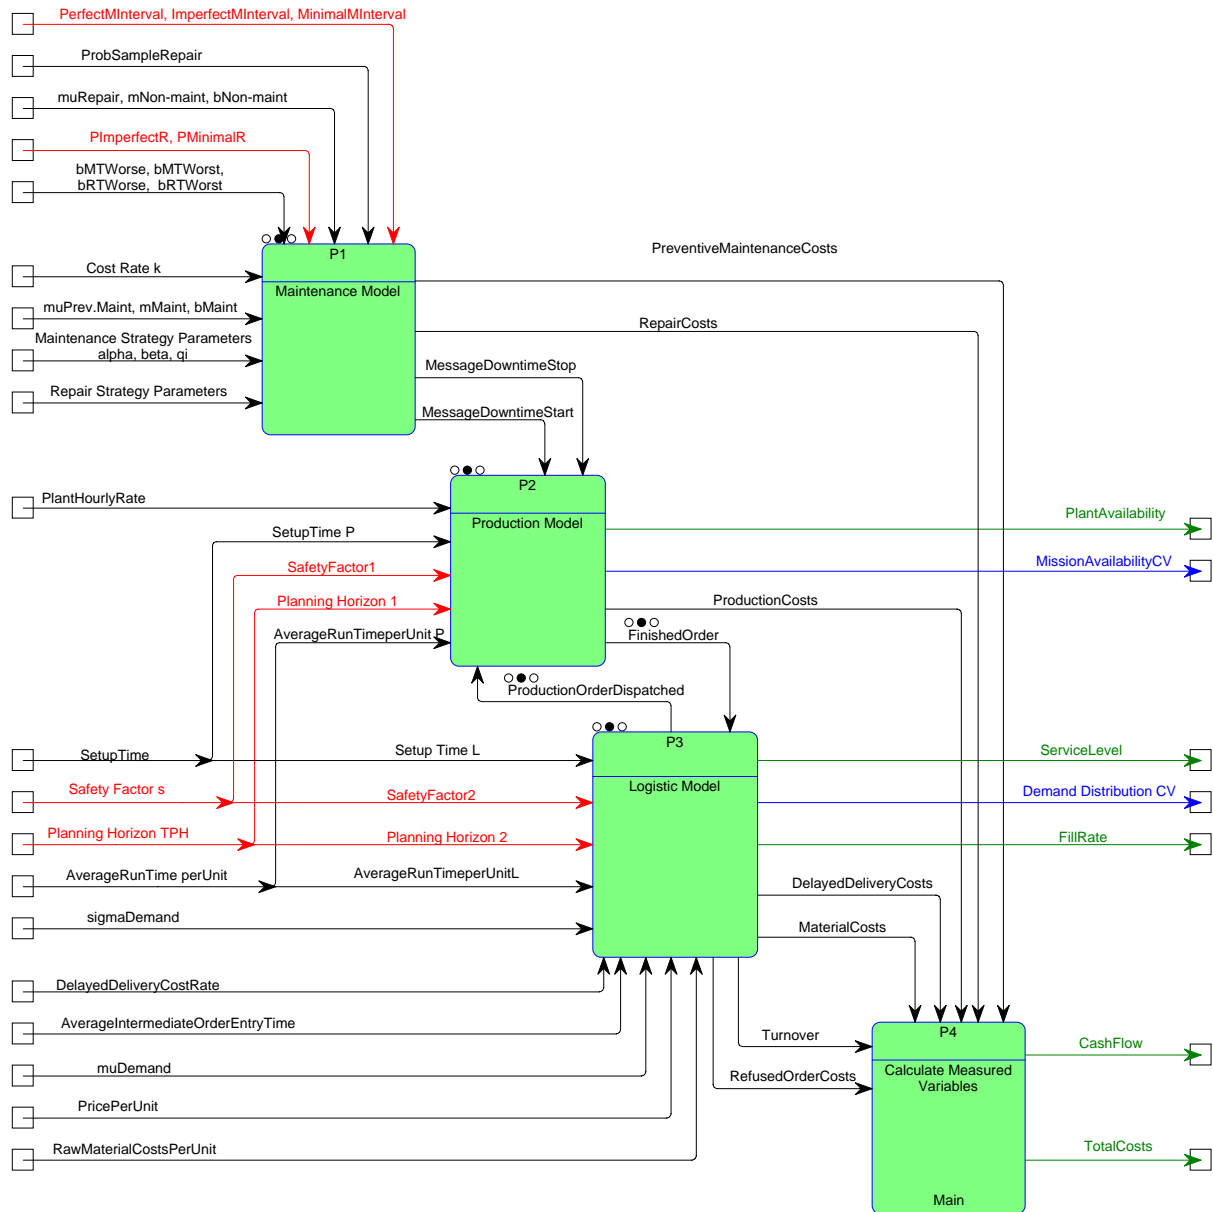 PerfectMInterval, ImperfectMInterval, MinimalMInterval
ProbSampleRepair
muRepair, mNon-maint, bNon-maint
PImperfectR, PMinimalR
bMTWorse, bMTWorst,
bRTWorse,  bRTWorst
P1
PreventiveMaintenanceCosts
Cost Rate k
Maintenance Model
muPrev.Maint, mMaint, bMaint
RepairCosts
Maintenance Strategy Parameters
alpha, beta, qi
MessageDowntimeStop
Repair Strategy Parameters
MessageDowntimeStart
P2
PlantHourlyRate
Production Model
PlantAvailability
SetupTime P
SafetyFactor1
MissionAvailabilityCV
Planning Horizon 1
ProductionCosts
AverageRunTimeperUnit P
FinishedOrder
ProductionOrderDispatched
P3
SetupTime
Setup Time L
ServiceLevel
Logistic Model
Safety Factor s
SafetyFactor2
Demand Distribution CV
Planning Horizon TPH
Planning Horizon 2
FillRate
AverageRunTime perUnit
AverageRunTimeperUnitL
DelayedDeliveryCosts
sigmaDemand
MaterialCosts
DelayedDeliveryCostRate
AverageIntermediateOrderEntryTime
P4
Turnover
CashFlow
muDemand
RefusedOrderCosts
Calculate Measured
Variables
PricePerUnit
RawMaterialCostsPerUnit
TotalCosts
Main